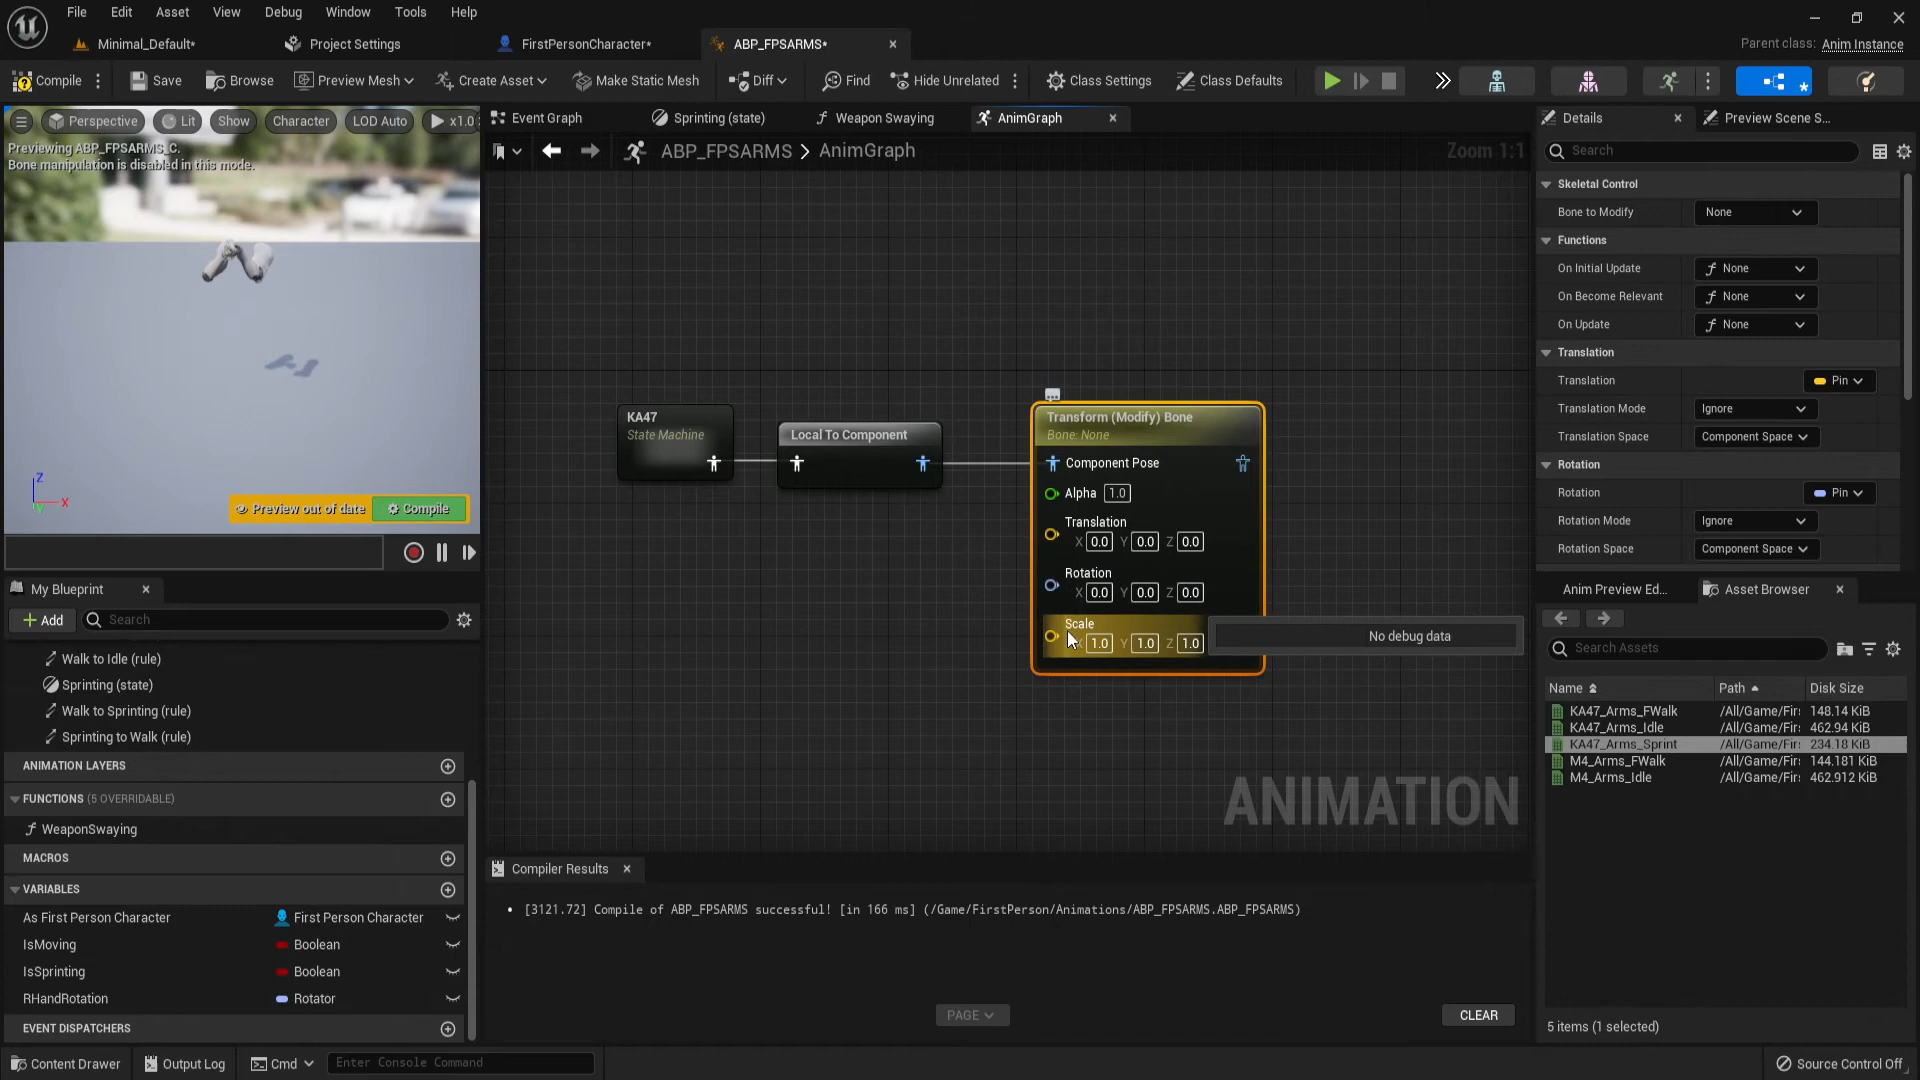 File Edit Asset View Debug Window Tools Help
Minimal_Default* Project Settings FirstPersonCharacter* ABP_FPSARMS* Parent class: Anim Instance
Compile Save Browse Preview Mesh Create Asset Make Static Mesh Diff Find Hide Unrelated Class Settings Class Defaults
Perspective Lit Show Character LOD Auto x1.0
Previewing ABP_FPSARMS_C.
Bone manipulation is disabled in this mode.
Z
X
Y
Preview out of date Compile
Event Graph Sprinting (state) Weapon Swaying AnimGraph
ABP_FPSARMS > AnimGraph Zoom 1:1
KA47
State Machine
Local To Component
Transform (Modify) Bone
Bone: None
Component Pose
Alpha 1.0
Translation
X 0.0 Y 0.0 Z 0.0
Rotation
X 0.0 Y 0.0 Z 0.0
Scale
1.0 Y 1.0 Z 1.0
No debug data
ANIMATION
My Blueprint
Add Search
Walk to Idle (rule)
Sprinting (state)
Walk to Sprinting (rule)
Sprinting to Walk (rule)
ANIMATION LAYERS
FUNCTIONS (5 OVERRIDABLE)
WeaponSwaying
MACROS
VARIABLES
As First Person Character First Person Character
IsMoving Boolean
IsSprinting Boolean
RHandRotation Rotator
EVENT DISPATCHERS
Compiler Results
• [3121.72] Compile of ABP_FPSARMS successful! [in 166 ms] (/Game/FirstPerson/Animations/ABP_FPSARMS.ABP_FPSARMS)
PAGE CLEAR
Details Preview Scene S...
Search
Skeletal Control
Bone to Modify None
Functions
On Initial Update None
On Become Relevant None
On Update None
Translation
Translation Pin
Translation Mode Ignore
Translation Space Component Space
Rotation
Rotation Pin
Rotation Mode Ignore
Rotation Space Component Space
Anim Preview Ed... Asset Browser
Search Assets
Name Path Disk Size
KA47_Arms_FWalk /All/Game/Fir 148.14 KiB
KA47_Arms_Idle /All/Game/Fir 462.94 KiB
KA47_Arms_Sprint /All/Game/Fir 234.18 KiB
M4_Arms_FWalk /All/Game/Fir 144.181 KiB
M4_Arms_Idle /All/Game/Fir 462.912 KiB
5 items (1 selected)
Content Drawer Output Log Cmd Enter Console Command Source Control Off